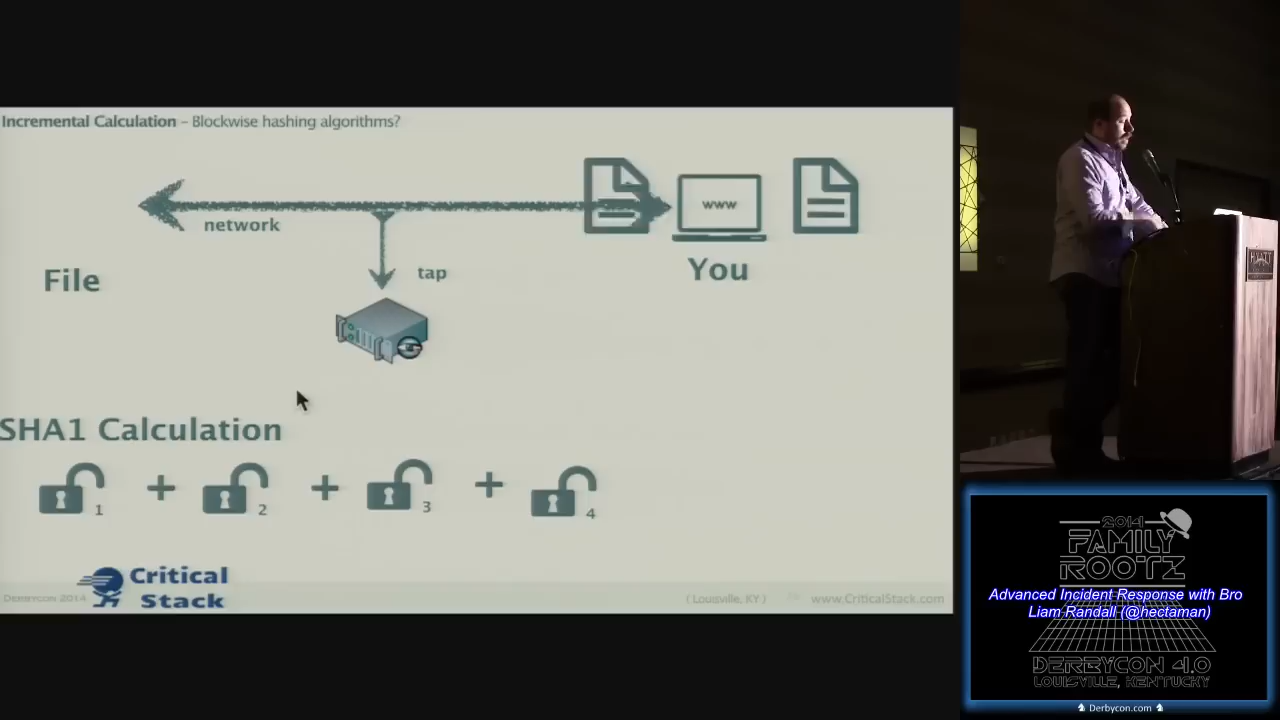 Incremental Calculation – Blockwise hashing algorithms?
www
network
You
tap
File
SHA1 Calculation
1 + 2 + 3 + 4
Critical
Stack
Derbycon 2014
( Louisville, KY )
www.CriticalStack.com
HYATT
2014
FAMILY
ROOTZ
Advanced Incident Response with Bro
Liam Randall (@hectaman)
DERBYCON 4.0
LOUISVILLE, KENTUCKY
Derbycon.com